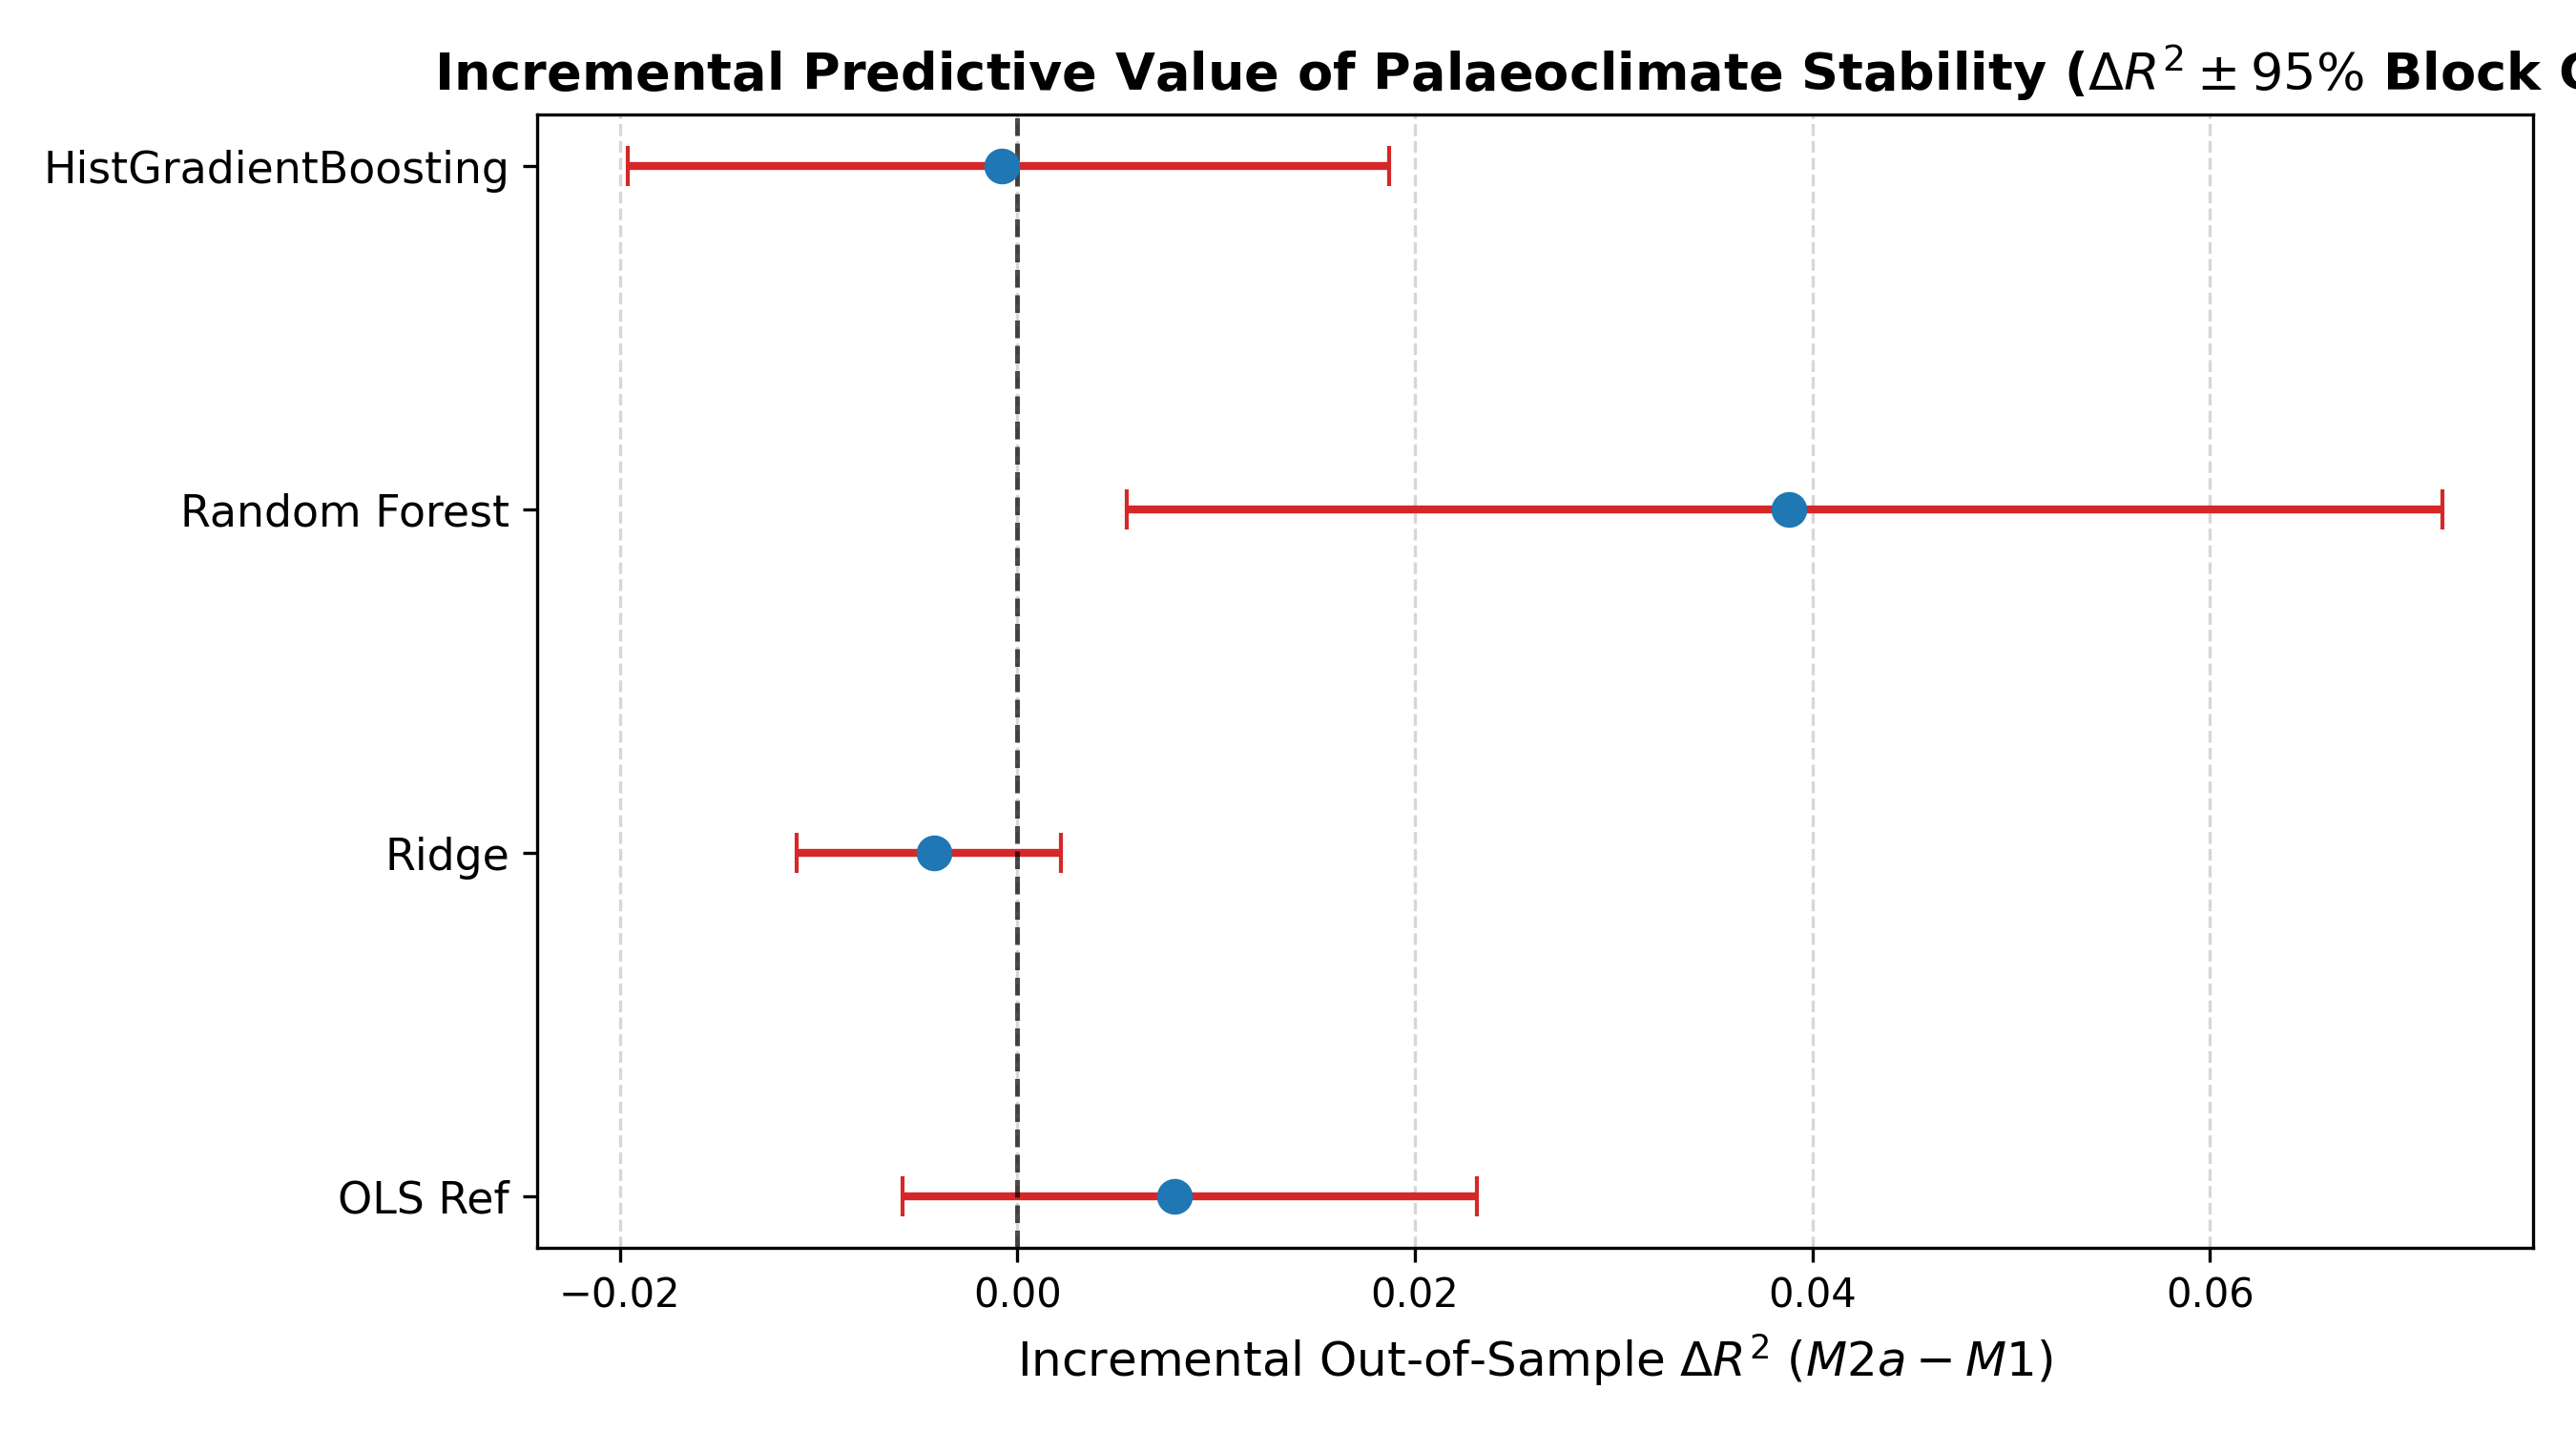 Incremental Predictive Value of Palaeoclimate Stability (ΔR² ± 95% Block
HistGradientBoosting
Random Forest
Ridge
OLS Ref
−0.02 0.00 0.02 0.04 0.06
Incremental Out-of-Sample ΔR² (M2a − M1)